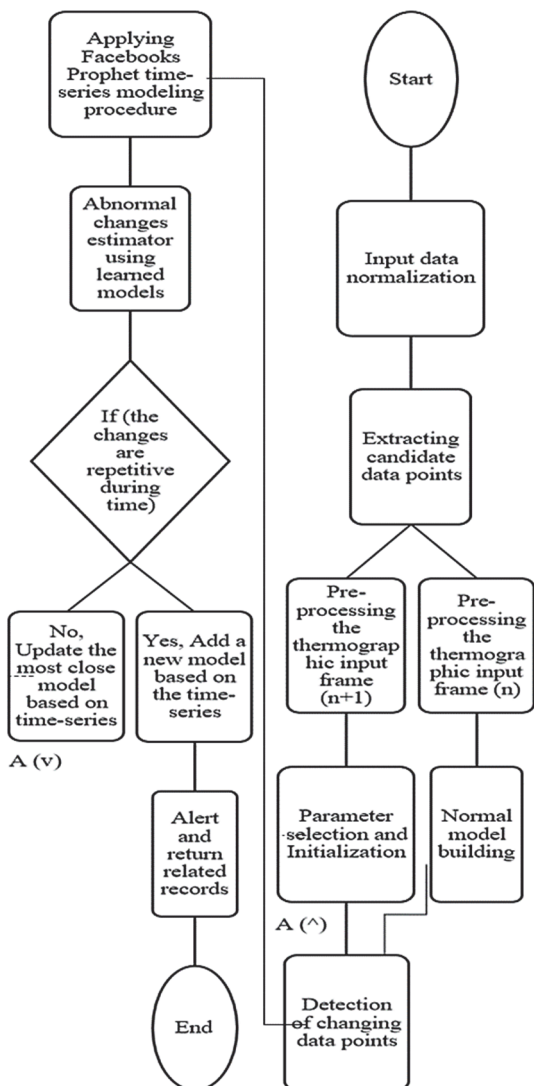 Applying
Facebooks
Prophet time-
series modeling
procedure
Abnormal
changes
estimator
using
learned
models
If (the
changes
are
repetitive
during
time)
No,
Update the
most close
model
based on
time-series
Yes, Add a
new model
based on
the time-
series
A (v)
Alert
and
return
related
records
End
Start
Input data
normalization
Extracting
candidate
data points
Pre-
processing
the
thermograp
hic input
frame
(n+1)
Pre-
processing
the
thermogra
phic input
frame (n)
Parameter
selection and
Initialization
Normal
model
building
A (^)
Detection
of changing
data points